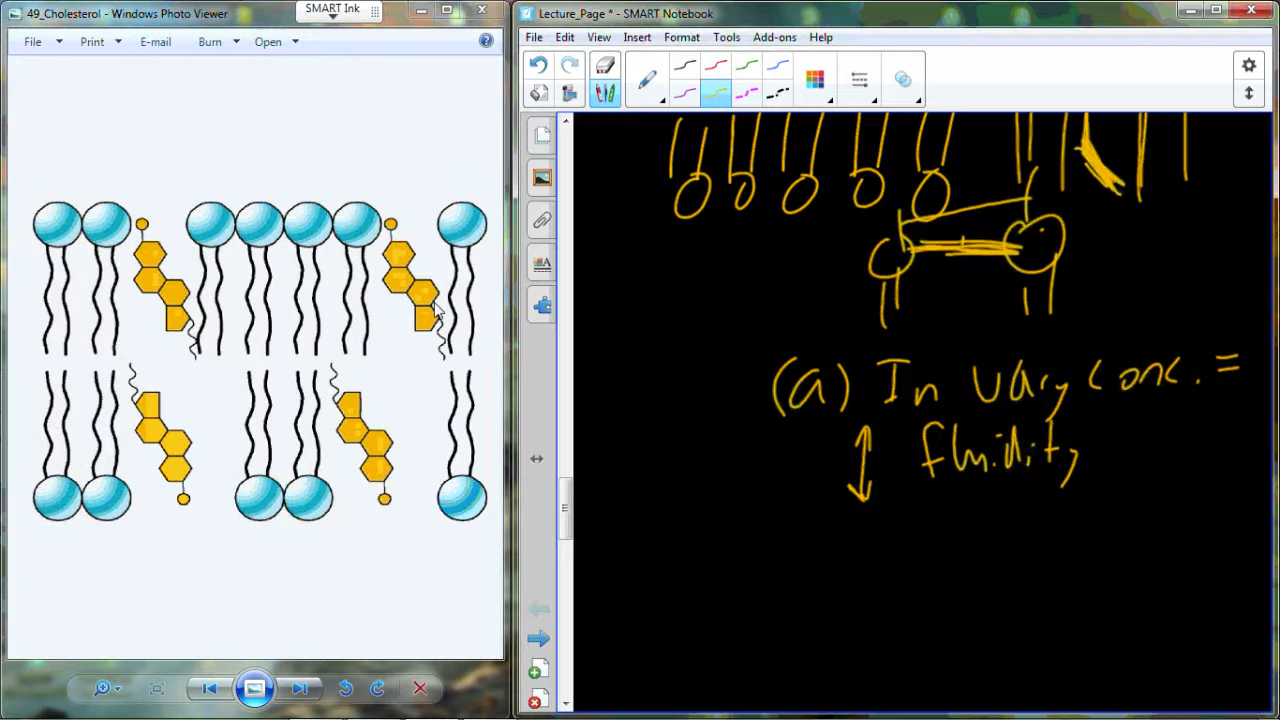 49_Cholesterol - Windows Photo Viewer
SMART Ink
File Print E-mail Burn Open
Lecture_Page * - SMART Notebook
File Edit View Insert Format Tools Add-ons Help
(a) In vary conc. =
↕ fluidity